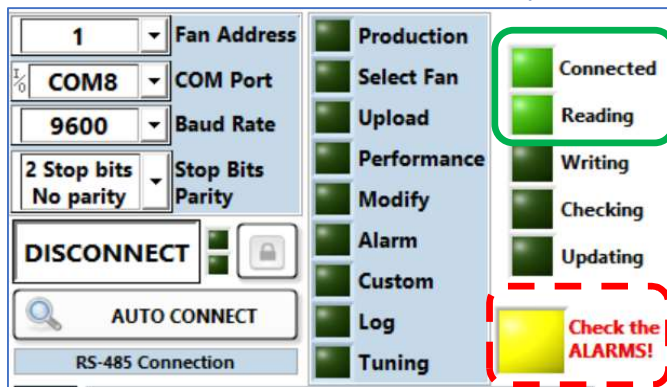 1
Fan Address
I/O
COM8
COM Port
9600
Baud Rate
2 Stop bits
No parity
Stop Bits
Parity
DISCONNECT
AUTO CONNECT
RS-485 Connection
Production
Select Fan
Upload
Performance
Modify
Alarm
Custom
Log
Tuning
Connected
Reading
Writing
Checking
Updating
Check the
ALARMS!